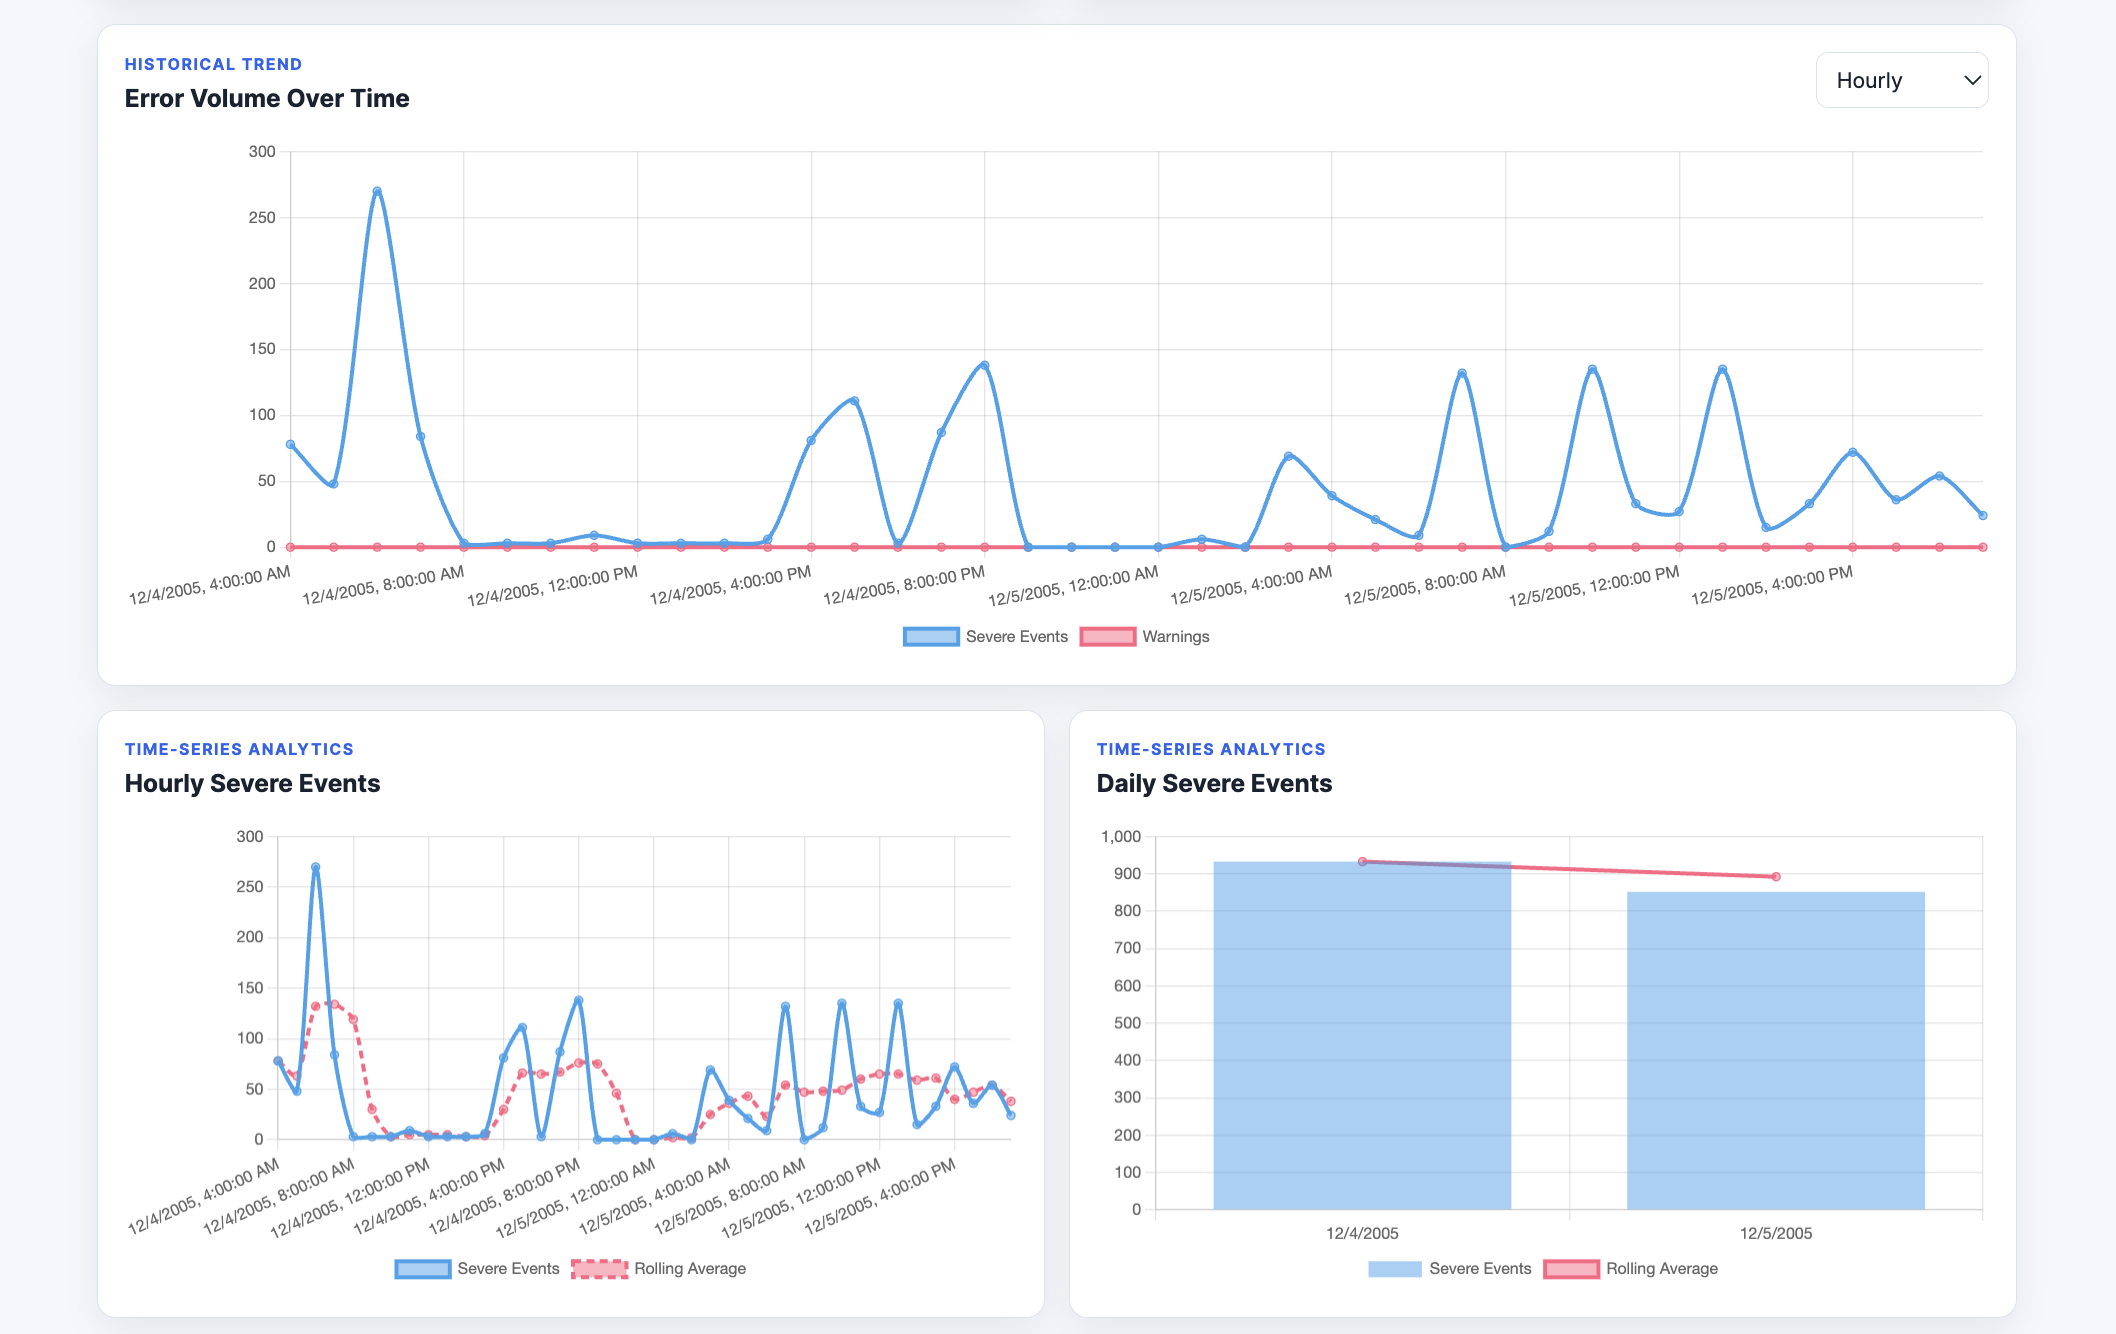 HISTORICAL TREND
Error Volume Over Time
Hourly
300
250
200
150
100
50
0
12/4/2005, 4:00:00 AM
12/4/2005, 8:00:00 AM
12/4/2005, 12:00:00 PM
12/4/2005, 4:00:00 PM
12/4/2005, 8:00:00 PM
12/5/2005, 12:00:00 AM
12/5/2005, 4:00:00 AM
12/5/2005, 8:00:00 AM
12/5/2005, 12:00:00 PM
12/5/2005, 4:00:00 PM
Severe Events Warnings
TIME-SERIES ANALYTICS
Hourly Severe Events
300
250
200
150
100
50
0
12/4/2005, 4:00:00 AM
12/4/2005, 8:00:00 AM
12/4/2005, 12:00:00 PM
12/4/2005, 4:00:00 PM
12/4/2005, 8:00:00 PM
12/5/2005, 12:00:00 AM
12/5/2005, 4:00:00 AM
12/5/2005, 8:00:00 AM
12/5/2005, 12:00:00 PM
12/5/2005, 4:00:00 PM
Severe Events Rolling Average
TIME-SERIES ANALYTICS
Daily Severe Events
1,000
900
800
700
600
500
400
300
200
100
0
12/4/2005
12/5/2005
Severe Events Rolling Average